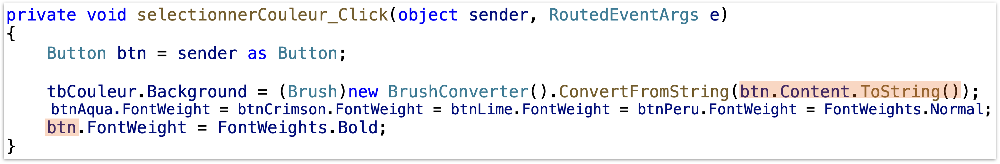 private void selectionnerCouleur_Click(object sender, RoutedEventArgs e)
{
Button btn = sender as Button;
tbCouleur.Background = (Brush)new BrushConverter().ConvertFromString(btn.Content.ToString());
btnAqua.FontWeight = btnCrimson.FontWeight = btnLime.FontWeight = btnPeru.FontWeight = FontWeights.Normal;
btn.FontWeight = FontWeights.Bold;
}